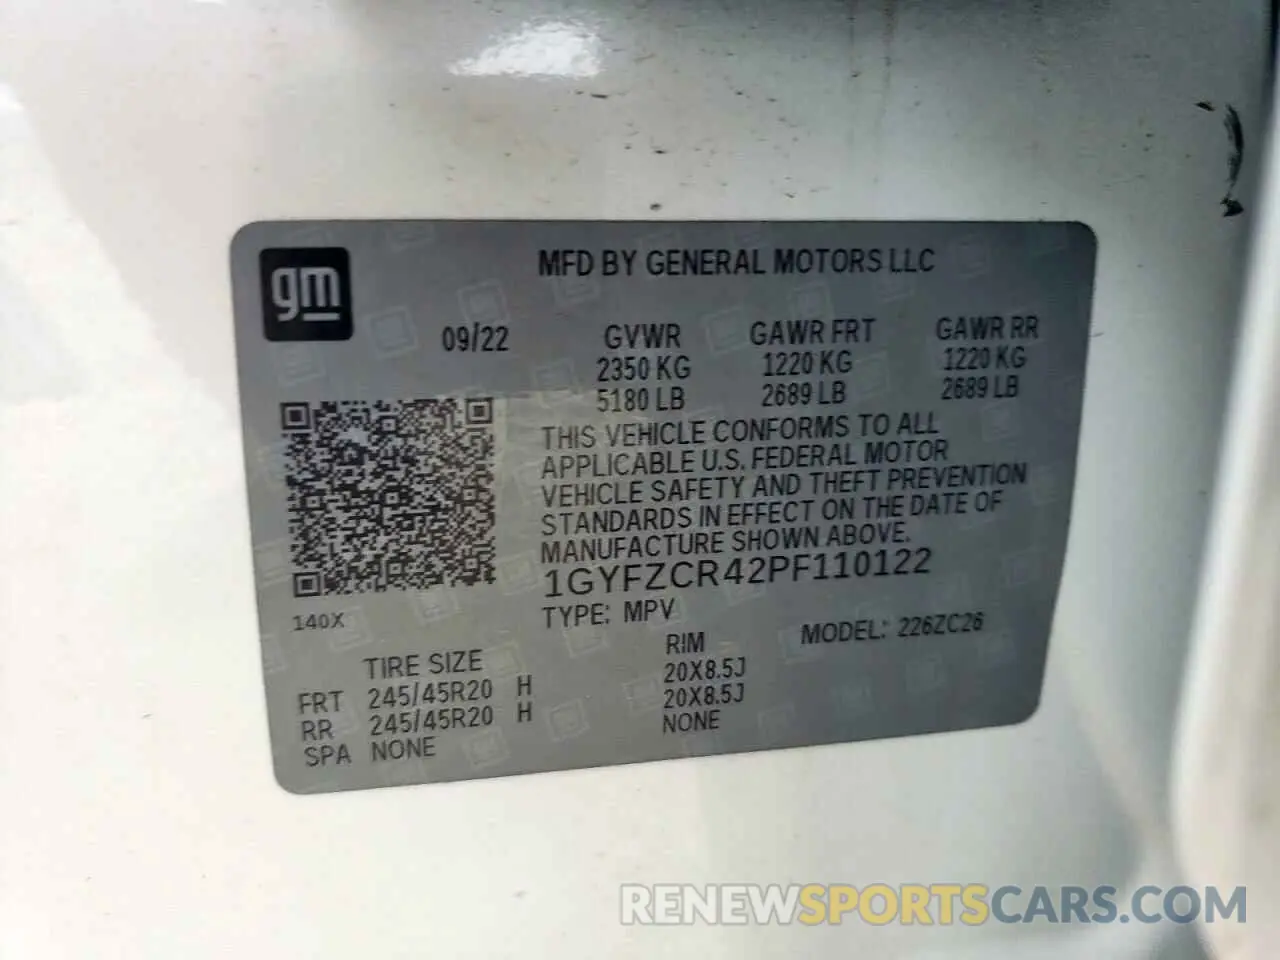 gm
MFD BY GENERAL MOTORS LLC
09/22 GVWR GAWR FRT GAWR RR
2350 KG 1220 KG 1220 KG
5180 LB 2689 LB 2689 LB
THIS VEHICLE CONFORMS TO ALL
APPLICABLE U.S. FEDERAL MOTOR
VEHICLE SAFETY AND THEFT PREVENTION
STANDARDS IN EFFECT ON THE DATE OF
MANUFACTURE SHOWN ABOVE.
1GYFZCR42PF110122
140X
TYPE: MPV MODEL: 226ZC26
TIRE SIZE RIM
FRT 245/45R20 H 20X8.5J
RR 245/45R20 H 20X8.5J
SPA NONE NONE
RENEWSPORTSCARS.COM